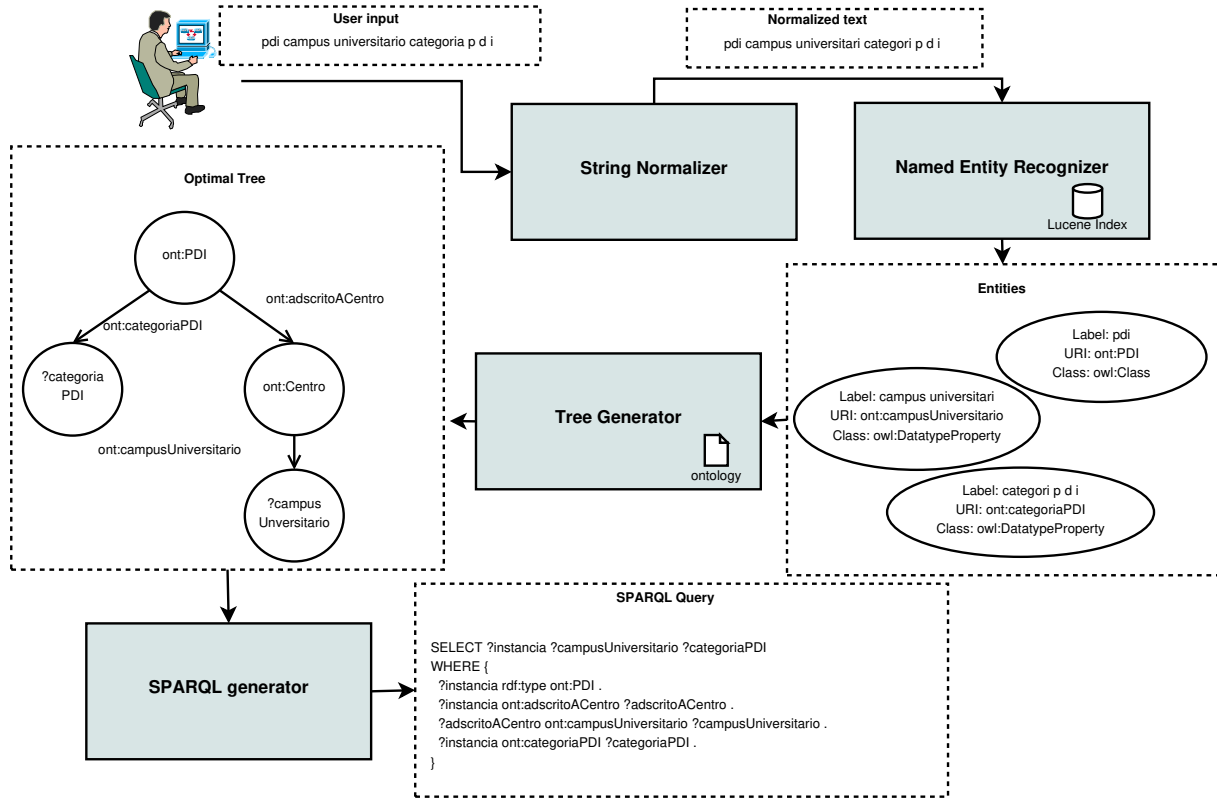 User input
pdi campus universitario categoria p d i
Normalized text
pdi campus universitari categori p d i
String Normalizer
Named Entity Recognizer
Lucene Index
Optimal Tree
ont:PDI
ont:adscritoACentro
ont:categoriaPDI
?categoria
PDI
ont:Centro
ont:campusUniversitario
?campus
Unversitario
Tree Generator
ontology
Entities
Label: pdi
URI: ont:PDI
Class: owl:Class
Label: campus universitari
URI: ont:campusUniversitario
Class: owl:DatatypeProperty
Label: categori p d i
URI: ont:categoriaPDI
Class: owl:DatatypeProperty
SPARQL generator
SPARQL Query
SELECT ?instancia ?campusUniversitario ?categoriaPDI
WHERE {
?instancia rdf:type ont:PDI .
?instancia ont:adscritoACentro ?adscritoACentro .
?adscritoACentro ont:campusUniversitario ?campusUniversitario .
?instancia ont:categoriaPDI ?categoriaPDI .
}